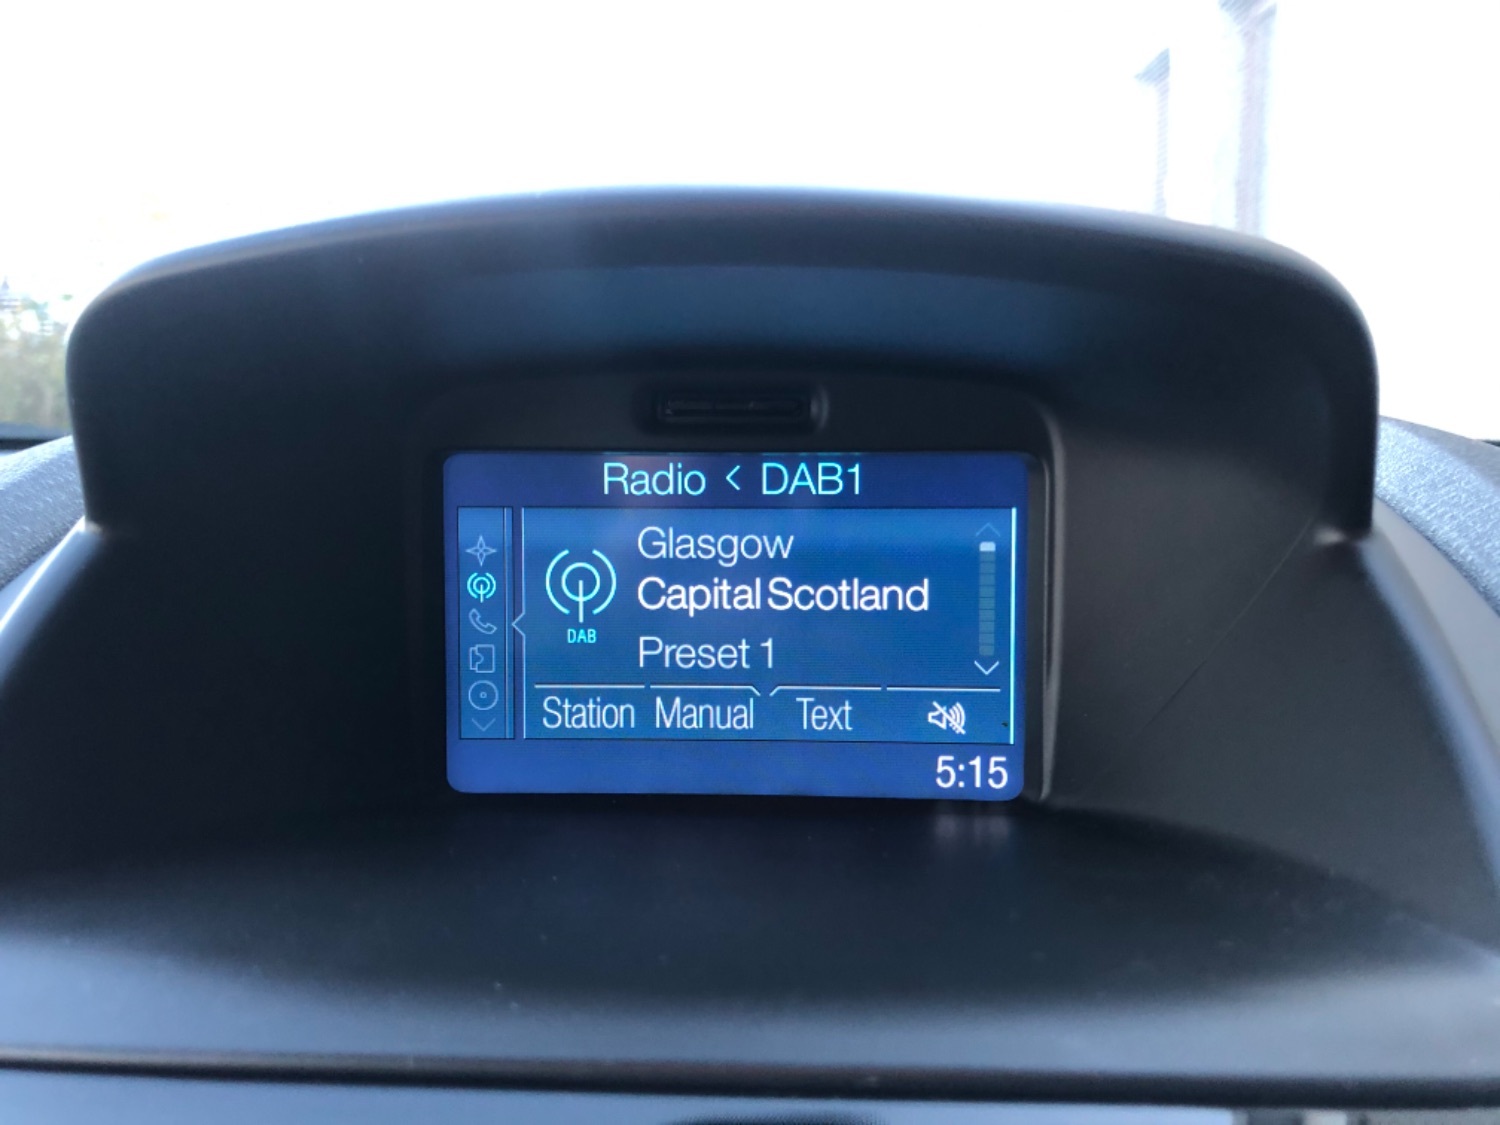 Radio < DAB1
Glasgow
Capital Scotland
DAB
Preset 1
Station Manual Text
5:15